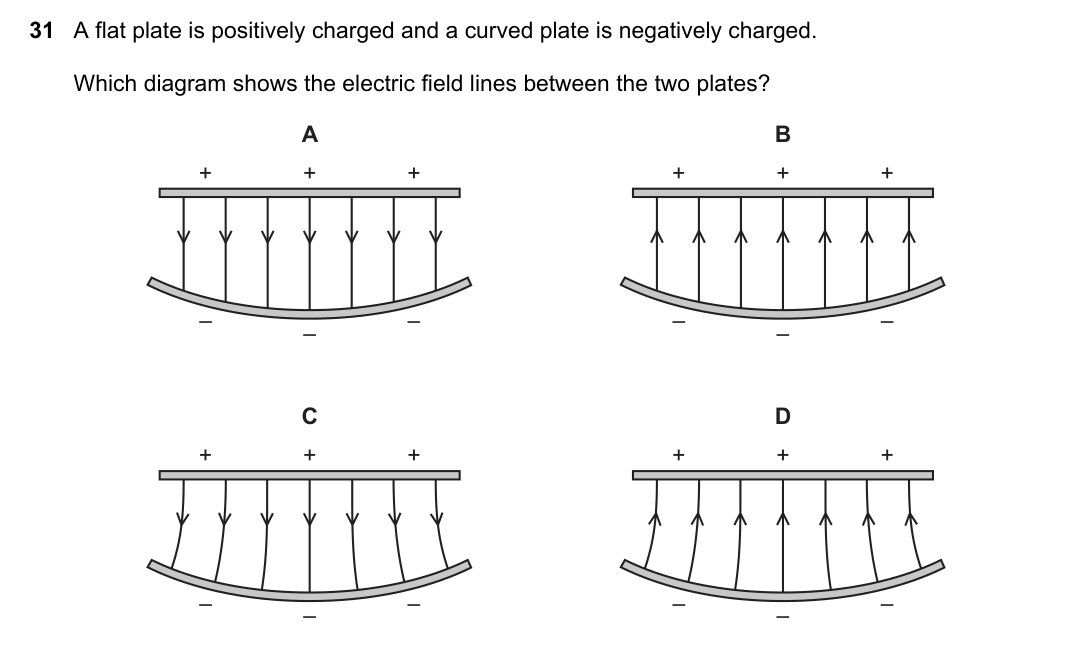 31 A flat plate is positively charged and a curved plate is negatively charged.
Which diagram shows the electric field lines between the two plates?
A B
+ + + + + +
– – – –
– –
C D
+ + + + + +
– – – –
– –